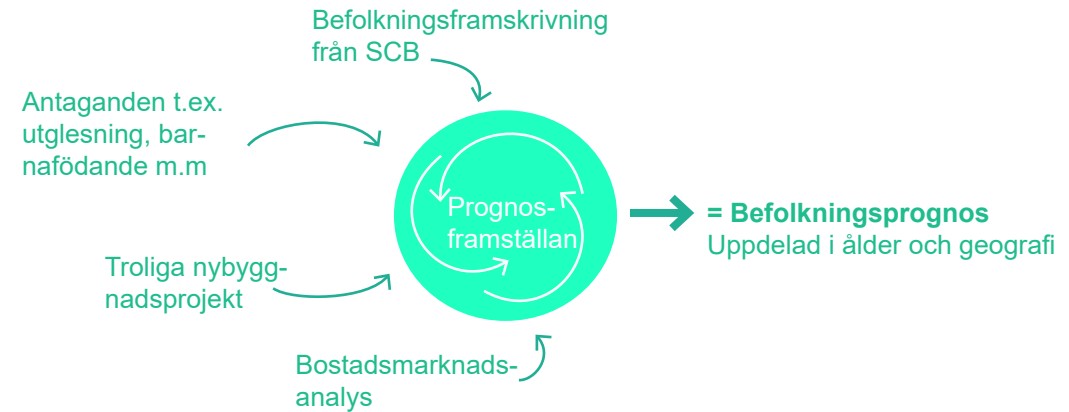 Befolkningsframskrivning
från SCB
Antaganden t.ex.
utglesning, bar-
nafödande m.m
Prognos-
framställan
= Befolkningsprognos
Uppdelad i ålder och geografi
Troliga nybygg-
nadsprojekt
Bostadsmarknads-
analys